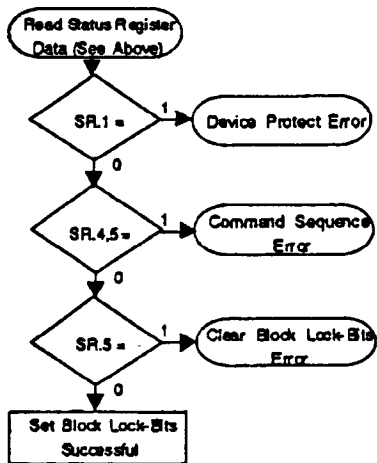 Read Status Register
Data (See Above)
SR.1 =
1
Device Protect Error
0
SR.4,5 =
1
Command Sequence
Error
0
SR.5 =
1
Clear Block Lock-Bits
Error
0
Set Block Lock-Bits
Successful